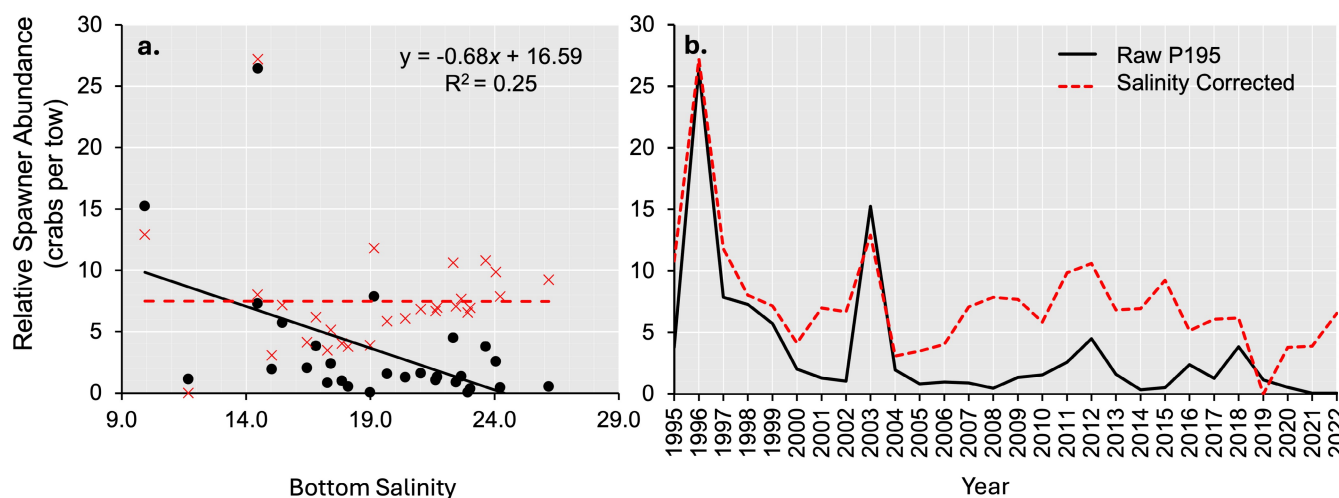 a.
y = -0.68x + 16.59
R² = 0.25
Relative Spawner Abundance
(crabs per tow)
30
25
20
15
10
5
0
9.0 14.0 19.0 24.0 29.0
Bottom Salinity
b.
Raw P195
Salinity Corrected
30
25
20
15
10
5
0
1995 1996 1997 1998 1999 2000 2001 2002 2003 2004 2005 2006 2007 2008 2009 2010 2011 2012 2013 2014 2015 2016 2017 2018 2019 2020 2021 2022
Year